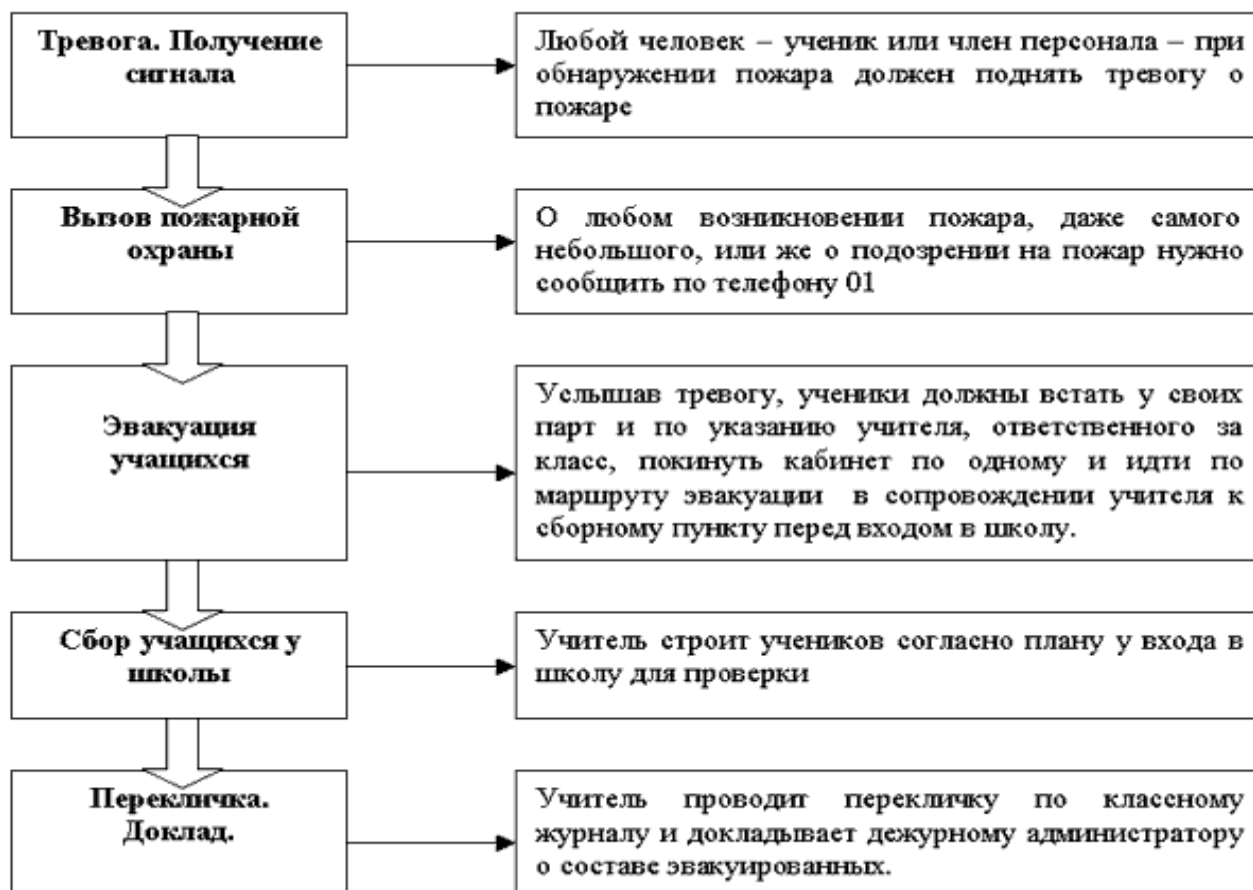 Тревога. Получение
сигнала
Любой человек – ученик или член персонала – при
обнаружении пожара должен поднять тревогу о
пожаре
Вызов пожарной
охраны
О любом возникновении пожара, даже самого
небольшого, или же о подозрении на пожар нужно
сообщить по телефону 01
Эвакуация
учащихся
Услышав тревогу, ученики должны встать у своих
парт и по указанию учителя, ответственного за
класс, покинуть кабинет по одному и идти по
маршруту эвакуации в сопровождении учителя к
сборному пункту перед входом в школу.
Сбор учащихся у
школы
Учитель строит учеников согласно плану у входа в
школу для проверки
Перекличка.
Доклад.
Учитель проводит перекличку по классному
журналу и докладывает дежурному администратору
о составе эвакуированных.